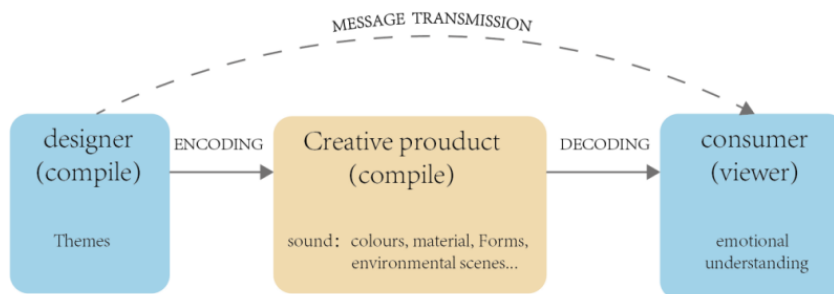 MESSAGE TRANSMISSION
designer
(compile)
Themes
ENCODING
Creative prouduct
(compile)
sound: colours, material, Forms,
environmental scenes...
DECODING
consumer
(viewer)
emotional
understanding